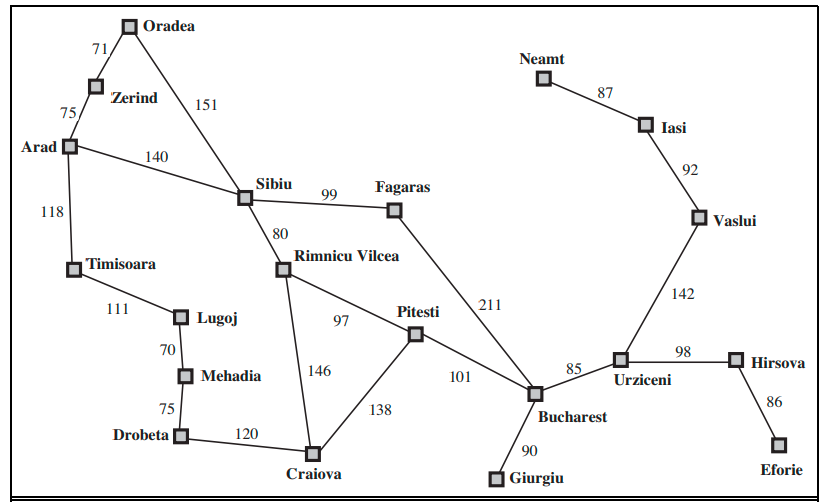 Oradea
71
Neamt
Zerind
151
87
75
Iasi
Arad
140
92
Sibiu
99
Fagaras
118
80
Vaslui
Timisoara
Rimnicu Vilcea
142
111
Lugoj
97
Pitesti
211
70
98
Mehadia
146
101
85
Urziceni
Hirsova
75
138
86
Bucharest
Drobeta
120
90
Craiova
Giurgiu
Eforie